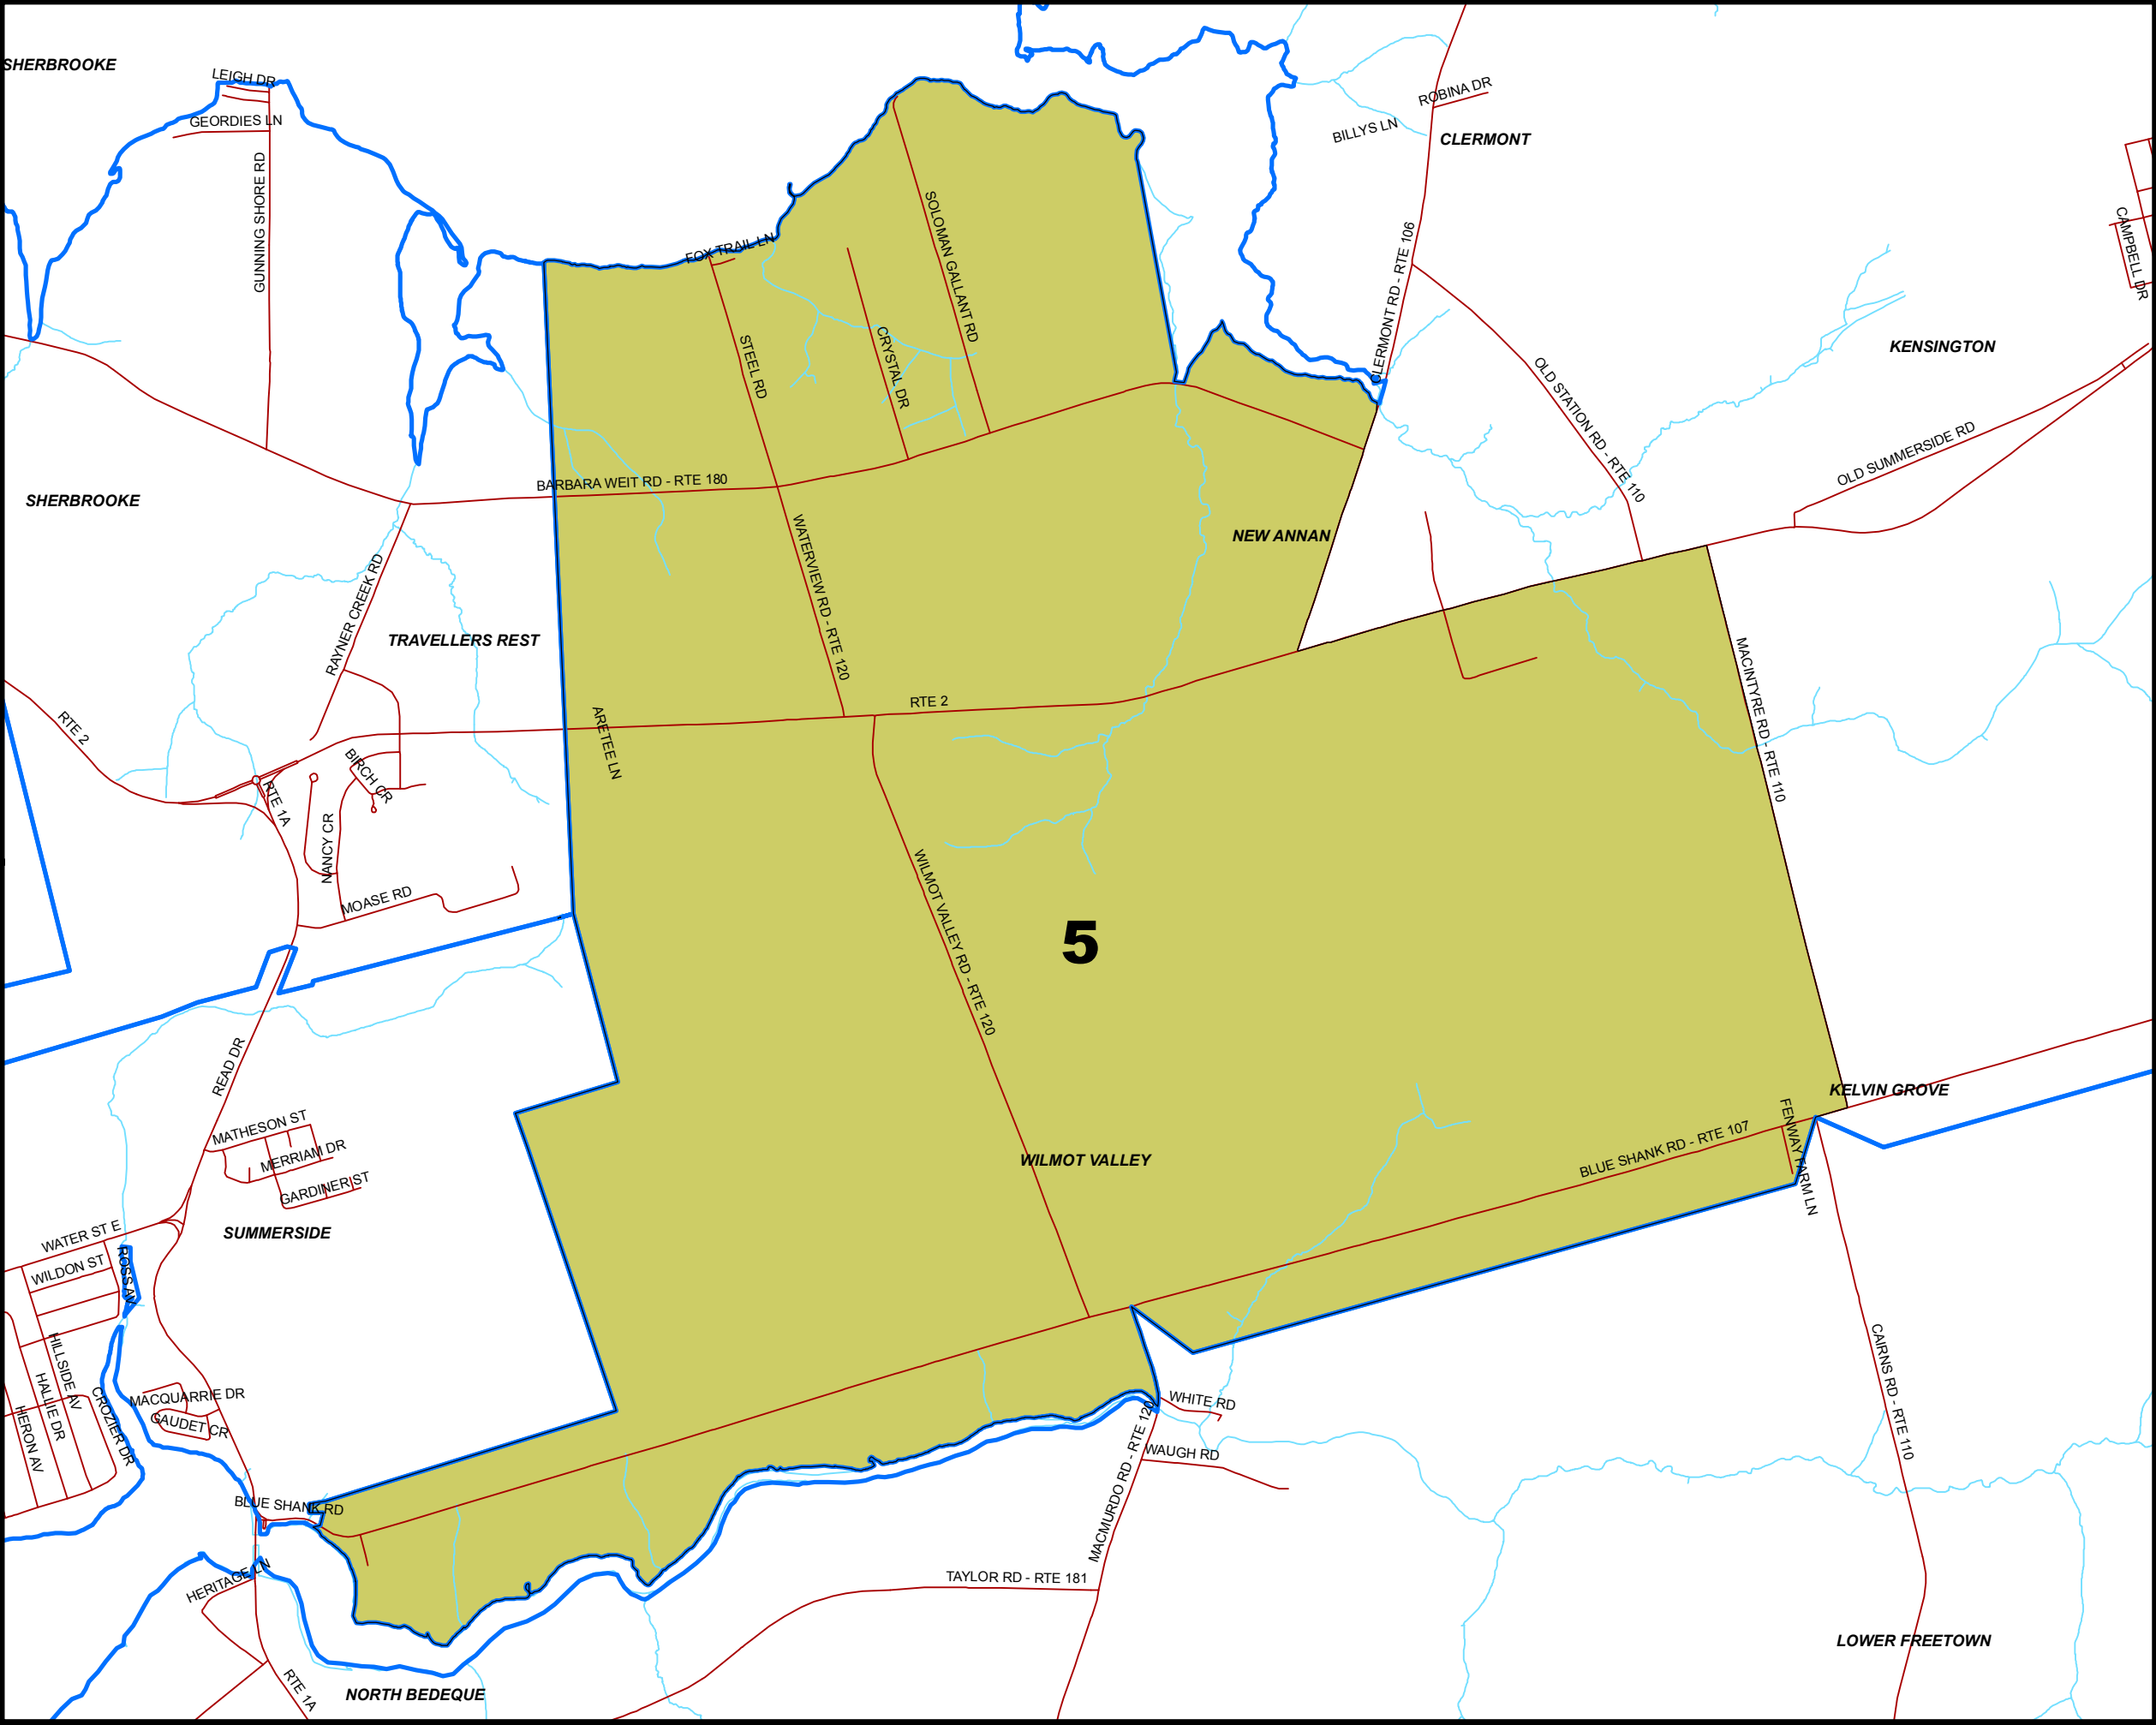 SHERBROOKE
LEIGH DR
GEORDIES LN
GUNNING SHORE RD
ROBINA DR
BILLYS LN
CLERMONT
CAMPBELL DR
SOLOMAN GALLANT RD
FOX TRAIL LN
CLERMONT RD - RTE 106
STEEL RD
CRYSTAL DR
KENSINGTON
OLD STATION RD - RTE 110
OLD SUMMERSIDE RD
SHERBROOKE
BARBARA WEIT RD - RTE 180
NEW ANNAN
WATERVIEW RD - RTE 120
RAYNER CREEK RD
TRAVELLERS REST
MACINTYRE RD - RTE 110
RTE 2
RTE 2
ARETEE LN
BIRCH CR
RTE 1A
NANCY CR
MOASE RD
WILMOT VALLEY RD - RTE 120
5
READ DR
KELVIN GROVE
MATHESON ST
MERRIAM DR
GARDINER ST
FENWAY FARM LN
BLUE SHANK RD - RTE 107
WILMOT VALLEY
SUMMERSIDE
WATER ST E
WILDON ST
ROSS AV
HILLSIDE AV
HALLIE DR
HERON AV
CROZIER DR
MACQUARRIE DR
GAUDET CR
CAIRNS RD - RTE 110
WHITE RD
WAUGH RD
MACMURDO RD - RTE 120
BLUE SHANK RD
HERITAGE LN
TAYLOR RD - RTE 181
LOWER FREETOWN
RTE 1A
NORTH BEDEQUE